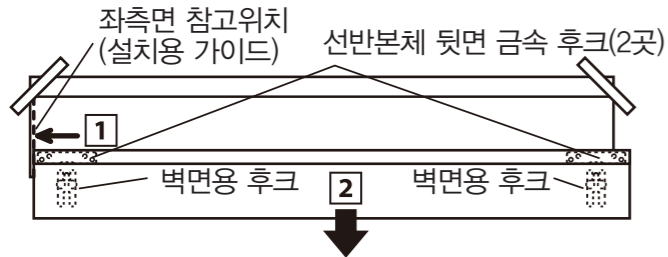 좌측면 참고위치
(설치용 가이드)
선반본체 뒷면 금속 후크(2곳)
1
벽면용 후크
2
벽면용 후크